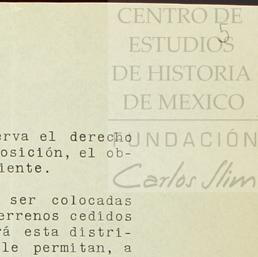 CENTRO DE
5
ESTUDIOS
DE HISTORIA
DE MEXICO
FUNDACIÓN
Carlos Slim
erva el derecho
osición, el ob-
iente.
ser colocadas
errenos cedidos
rá esta distri-
le permitan, a